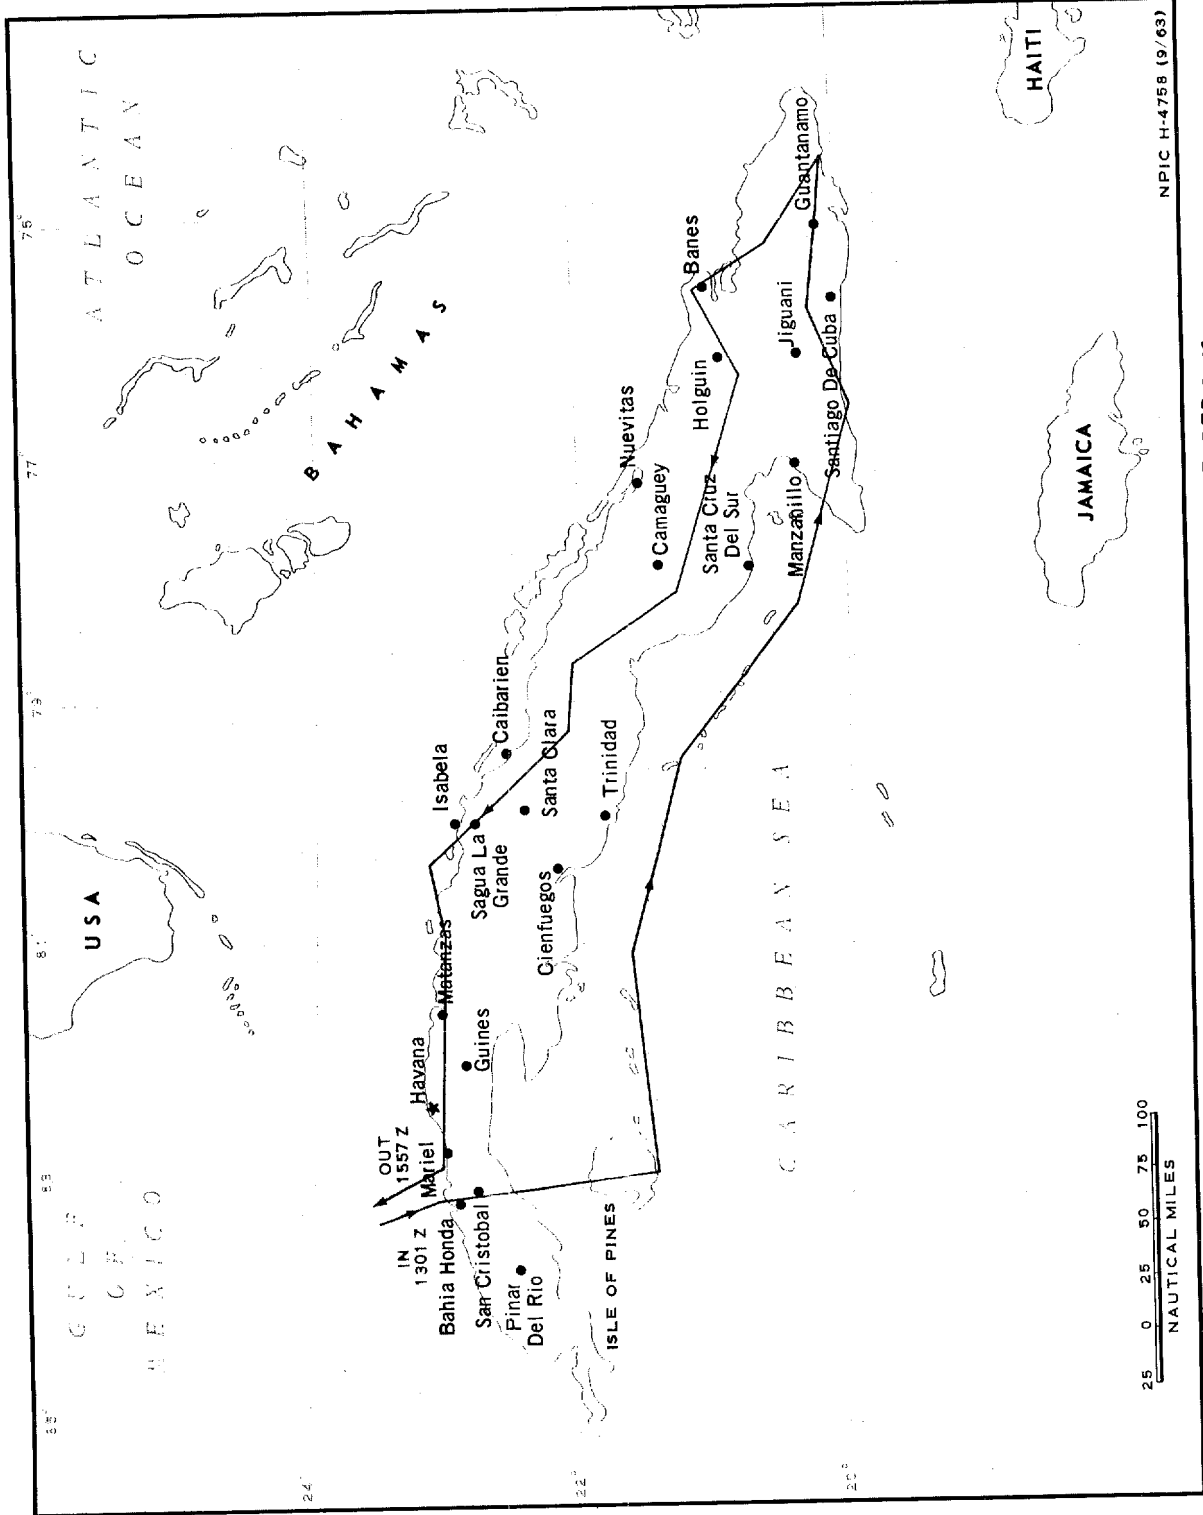 ATLANTIC
OCEAN
GULF
OF
MEXICO
USA
BAHAMAS
75°
77
79
81
83
85°
24
22°
20°
OUT
1557 Z
IN
1301 Z
Havana
Mariel
Bahia Honda
San Cristobal
Pinar
Del Rio
Guines
Matanzas
Isabela
Sagua La
Grande
Caibarien
Santa Clara
Cienfuegos
Trinidad
Nuevitas
Camaguey
Santa Cruz
Del Sur
Holguin
Banes
Manzanillo
Jiguani
Santiago De Cuba
Guantanamo
ISLE OF PINES
CARIBBEAN SEA
JAMAICA
HAITI
25 0 25 50 75 100
NAUTICAL MILES
NPIC H-4758 (9/63)